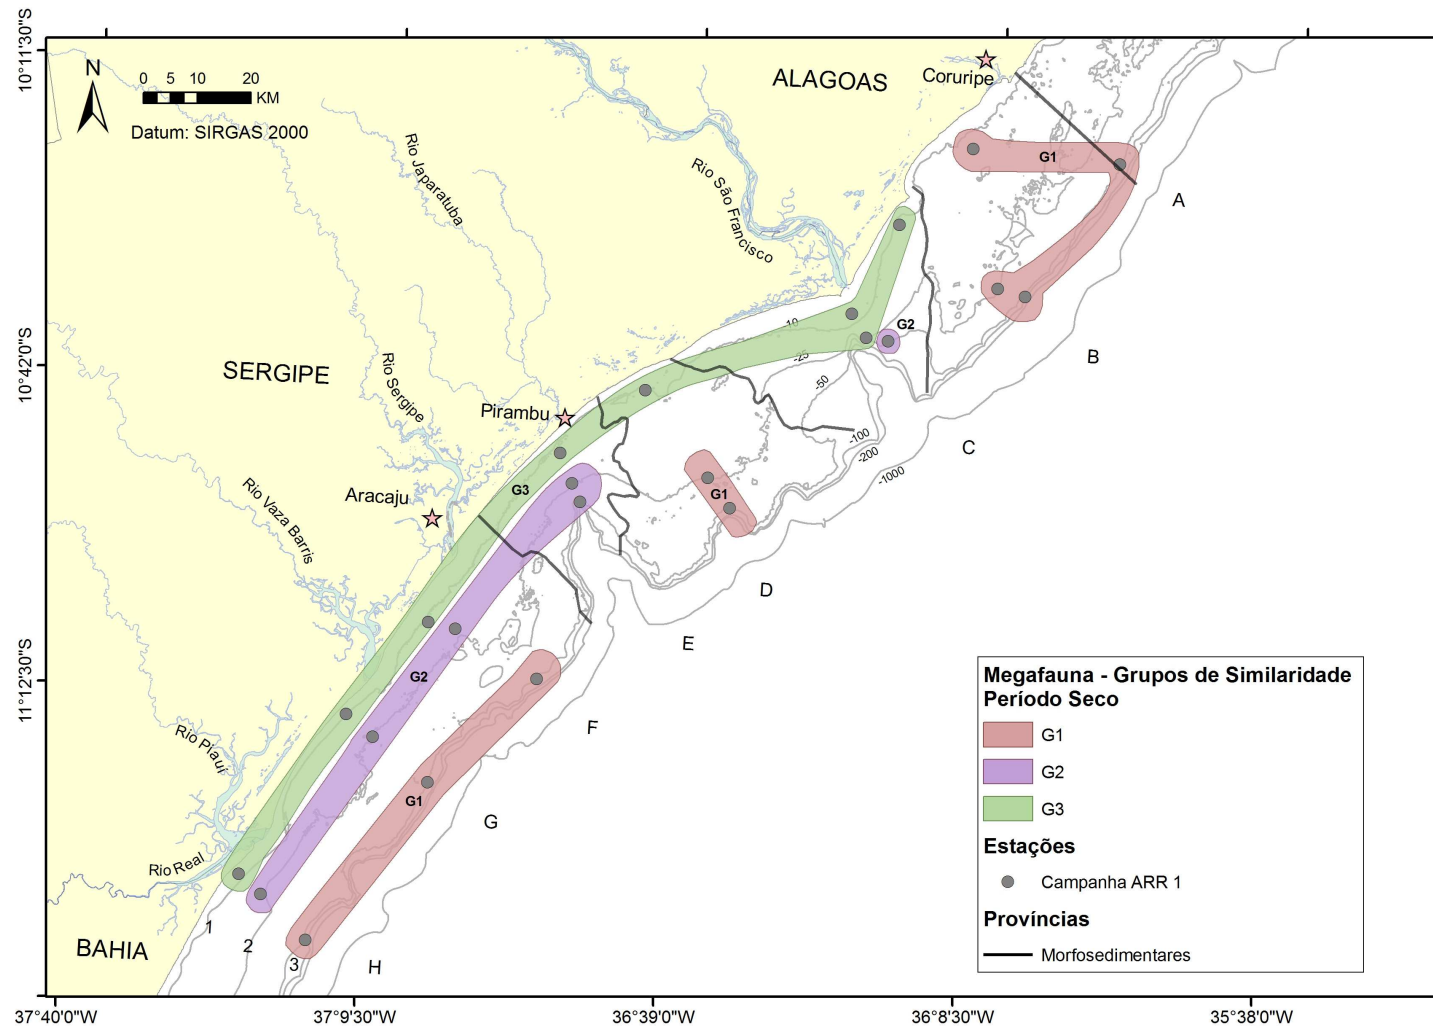 10°11'30"S
N
0 5 10 20
KM
Datum: SIRGAS 2000
ALAGOAS
Coruripe
Rio Japaratuba
Rio São Francisco
G1
A
G2
B
SERGIPE
10°42'0"S
Rio Sergipe
-10
-25
-50
Pirambu
-100
-200
-1000
C
Aracaju
G3
G1
Rio Vaza Barris
D
E
G2
11°12'30"S
F
Rio Piauí
G1
G
Rio Real
1
2
3
H
BAHIA
Megafauna - Grupos de Similaridade
Período Seco
G1
G2
G3
Estações
Campanha ARR 1
Províncias
Morfosedimentares
37°40'0"W 37°9'30"W 36°39'0"W 36°8'30"W 35°38'0"W